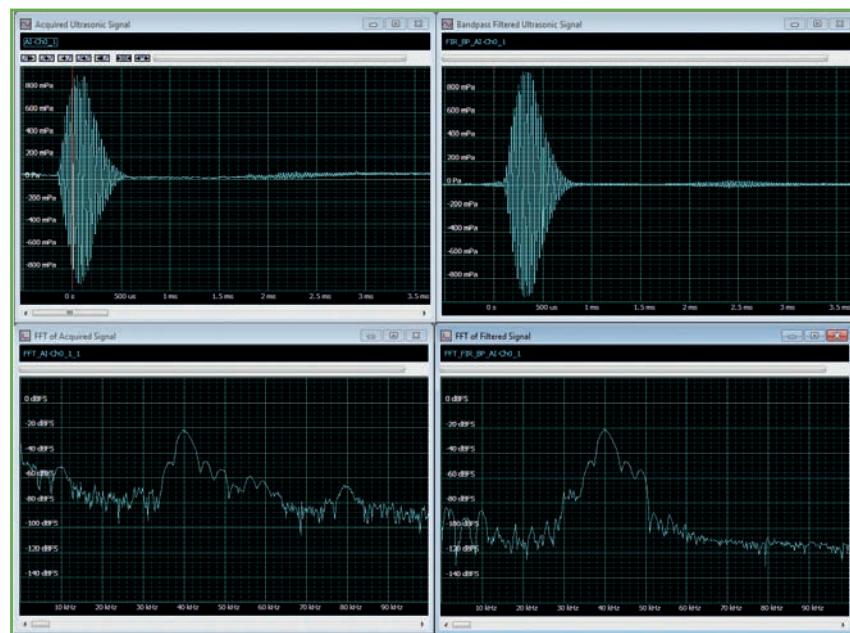 Acquired Ultrasonic Signal
AI-Ch0_1
800 mPa
600 mPa
400 mPa
200 mPa
0 Pa
-200 mPa
-400 mPa
-600 mPa
-800 mPa
0 s 500 us 1 ms 1.5 ms 2 ms 2.5 ms 3 ms 3.5 ms
Bandpass Filtered Ultrasonic Signal
FIR_BP_AI-Ch0_1
800 mPa
600 mPa
400 mPa
200 mPa
0 Pa
-200 mPa
-400 mPa
-600 mPa
-800 mPa
0 s 500 us 1 ms 1.5 ms 2 ms 2.5 ms 3 ms 3.5 ms
FFT of Acquired Signal
FFT_AI-Ch0_1_1
0 dBFS
-20 dBFS
-40 dBFS
-60 dBFS
-80 dBFS
-100 dBFS
-120 dBFS
-140 dBFS
10 kHz 20 kHz 30 kHz 40 kHz 50 kHz 60 kHz 70 kHz 80 kHz 90 kHz
FFT of Filtered Signal
FFT_FIR_BP_AI-Ch0_1
0 dBFS
-20 dBFS
-40 dBFS
-60 dBFS
-80 dBFS
-100 dBFS
-120 dBFS
-140 dBFS
10 kHz 20 kHz 30 kHz 40 kHz 50 kHz 60 kHz 70 kHz 80 kHz 90 kHz